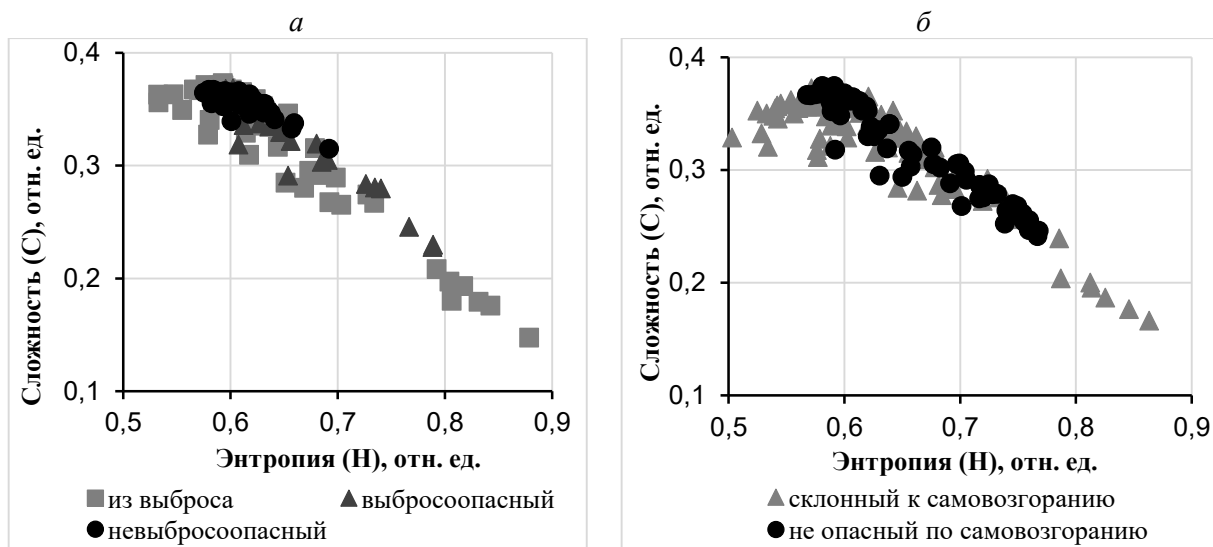 а
0,4
0,3
0,2
0,1
0,5 0,6 0,7 0,8 0,9
Сложность (C), отн. ед.
Энтропия (H), отн. ед.
из выброса выбросоопасный
невыбросоопасный
б
0,4
0,3
0,2
0,1
0,5 0,6 0,7 0,8 0,9
Сложность (C), отн. ед.
Энтропия (H), отн. ед.
склонный к самовозгоранию
не опасный по самовозгоранию